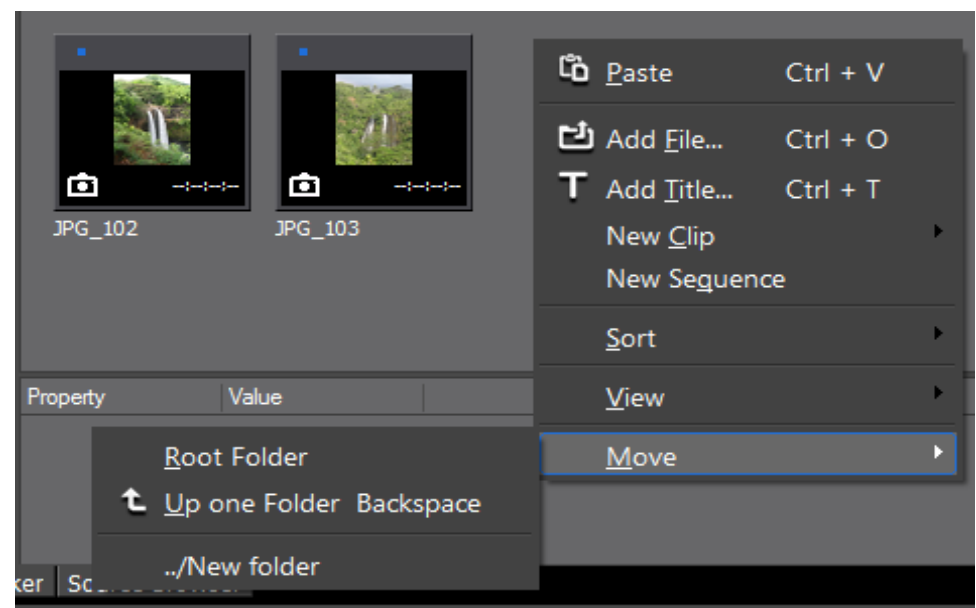 --:--:--:--
--:--:--:--
JPG_102
JPG_103
Paste Ctrl + V
Add File... Ctrl + O
Add Title... Ctrl + T
New Clip
New Sequence
Sort
View
Move
Property Value
Root Folder
Up one Folder Backspace
../New folder